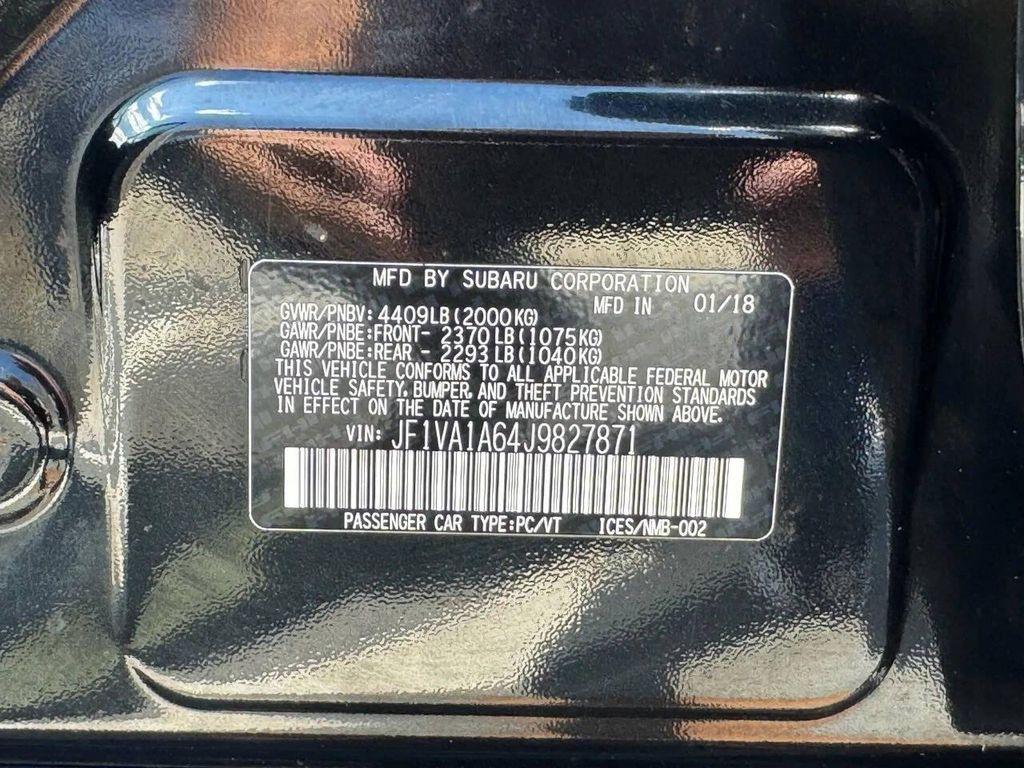 MFD BY SUBARU CORPORATION
MFD IN 01/18
GVWR/PNBV: 4409LB(2000KG)
GAWR/PNBE:FRONT- 2370LB(1075KG)
GAWR/PNBE:REAR - 2293LB(1040KG)
THIS VEHICLE CONFORMS TO ALL APPLICABLE FEDERAL MOTOR
VEHICLE SAFETY, BUMPER, AND THEFT PREVENTION STANDARDS
IN EFFECT ON THE DATE OF MANUFACTURE SHOWN ABOVE.
VIN: JF1VA1A64J9827871
PASSENGER CAR TYPE:PC/VT ICES/NMB-002